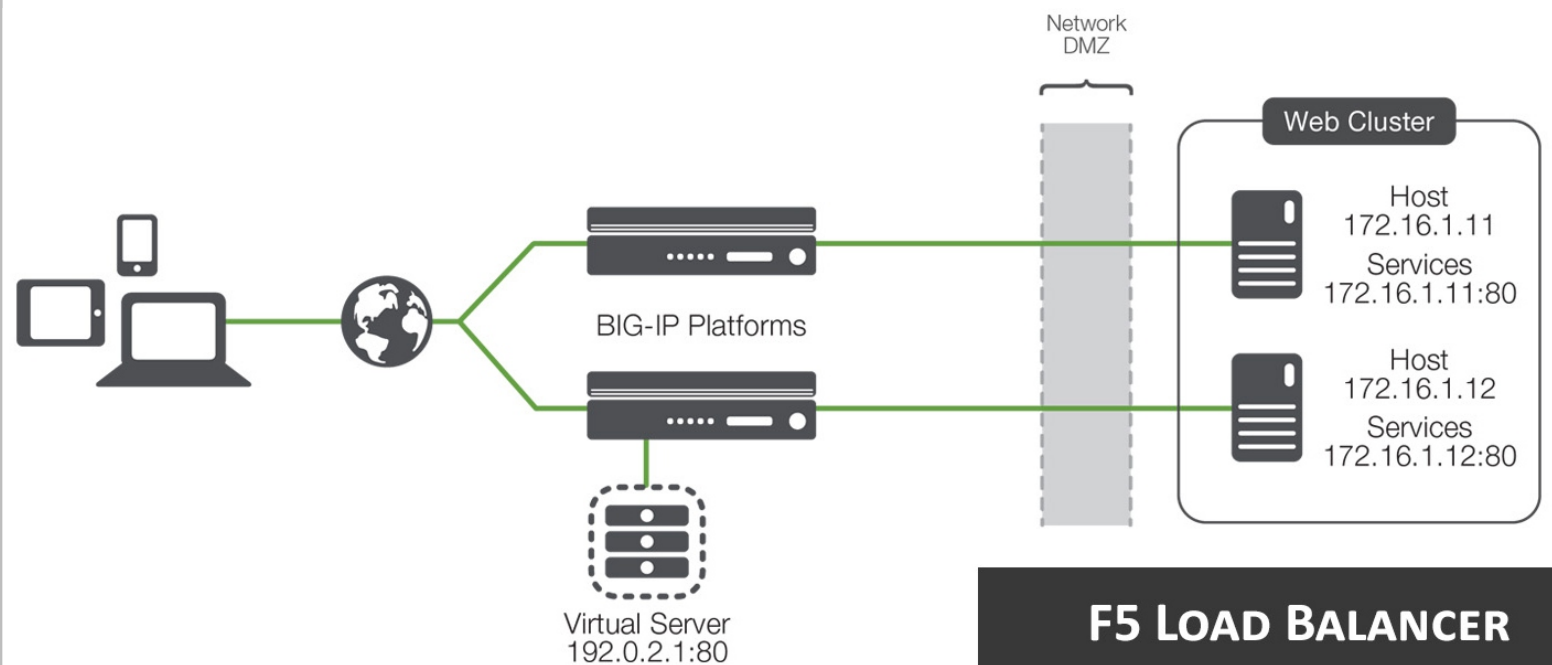 Network
DMZ
Web Cluster
Host
172.16.1.11
Services
172.16.1.11:80
BIG-IP Platforms
Host
172.16.1.12
Services
172.16.1.12:80
Virtual Server
192.0.2.1:80
F5 LOAD BALANCER